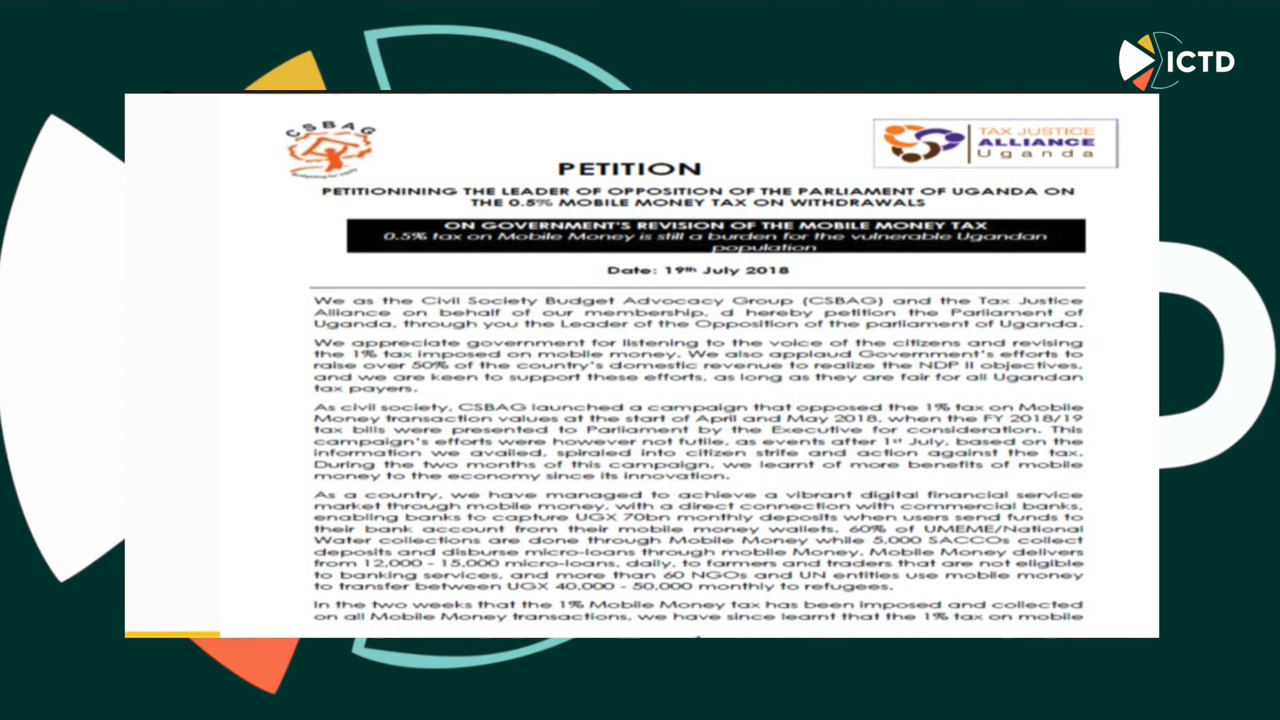 ICTD
CSBAG
TAX JUSTICE
ALLIANCE
Uganda
PETITION
PETITIONINING THE LEADER OF OPPOSITION OF THE PARLIAMENT OF UGANDA ON
THE 0.5% MOBILE MONEY TAX ON WITHDRAWALS
ON GOVERNMENT'S REVISION OF THE MOBILE MONEY TAX
0.5% tax on Mobile Money is still a burden for the vulnerable Ugandan
population
Date: 19th July 2018
We as the Civil Society Budget Advocacy Group (CSBAG) and the Tax Justice
Alliance on behalf of our membership, d hereby petition the Parliament of
Uganda, through you the Leader of the Opposition of the parliament of Uganda.
We appreciate government for listening to the voice of the citizens and revising
the 1% tax imposed on mobile money. We also applaud Government's efforts to
raise over 50% of the country's domestic revenue to realize the NDP II objectives,
and we are keen to support these efforts, as long as they are fair for all Ugandan
tax payers.
As civil society, CSBAG launched a campaign that opposed the 1% tax on Mobile
Money transaction values at the start of April and May 2018, when the FY 2018/19
tax bills were presented to Parliament by the Executive for consideration. This
campaign's efforts were however not futile, as events after 1st July, based on the
information we availed, spiraled into citizen strife and action against the tax.
During the two months of this campaign, we learnt of more benefits of mobile
money to the economy since its innovation.
As a country, we have managed to achieve a vibrant digital financial service
market through mobile money, with a direct connection with commercial banks,
enabling banks to capture UGX 70bn monthly deposits when users send funds to
their bank account from their mobile money wallets. 60% of UMEME/National
Water collections are done through Mobile Money while 5,000 SACCOs collect
deposits and disburse micro-loans through mobile Money. Mobile Money delivers
from 12,000 - 15,000 micro-loans, daily, to farmers and traders that are not eligible
to banking services, and more than 60 NGOs and UN entities use mobile money
to transfer between UGX 40,000 - 50,000 monthly to refugees.
In the two weeks that the 1% Mobile Money tax has been imposed and collected
on all Mobile Money transactions, we have since learnt that the 1% tax on mobile